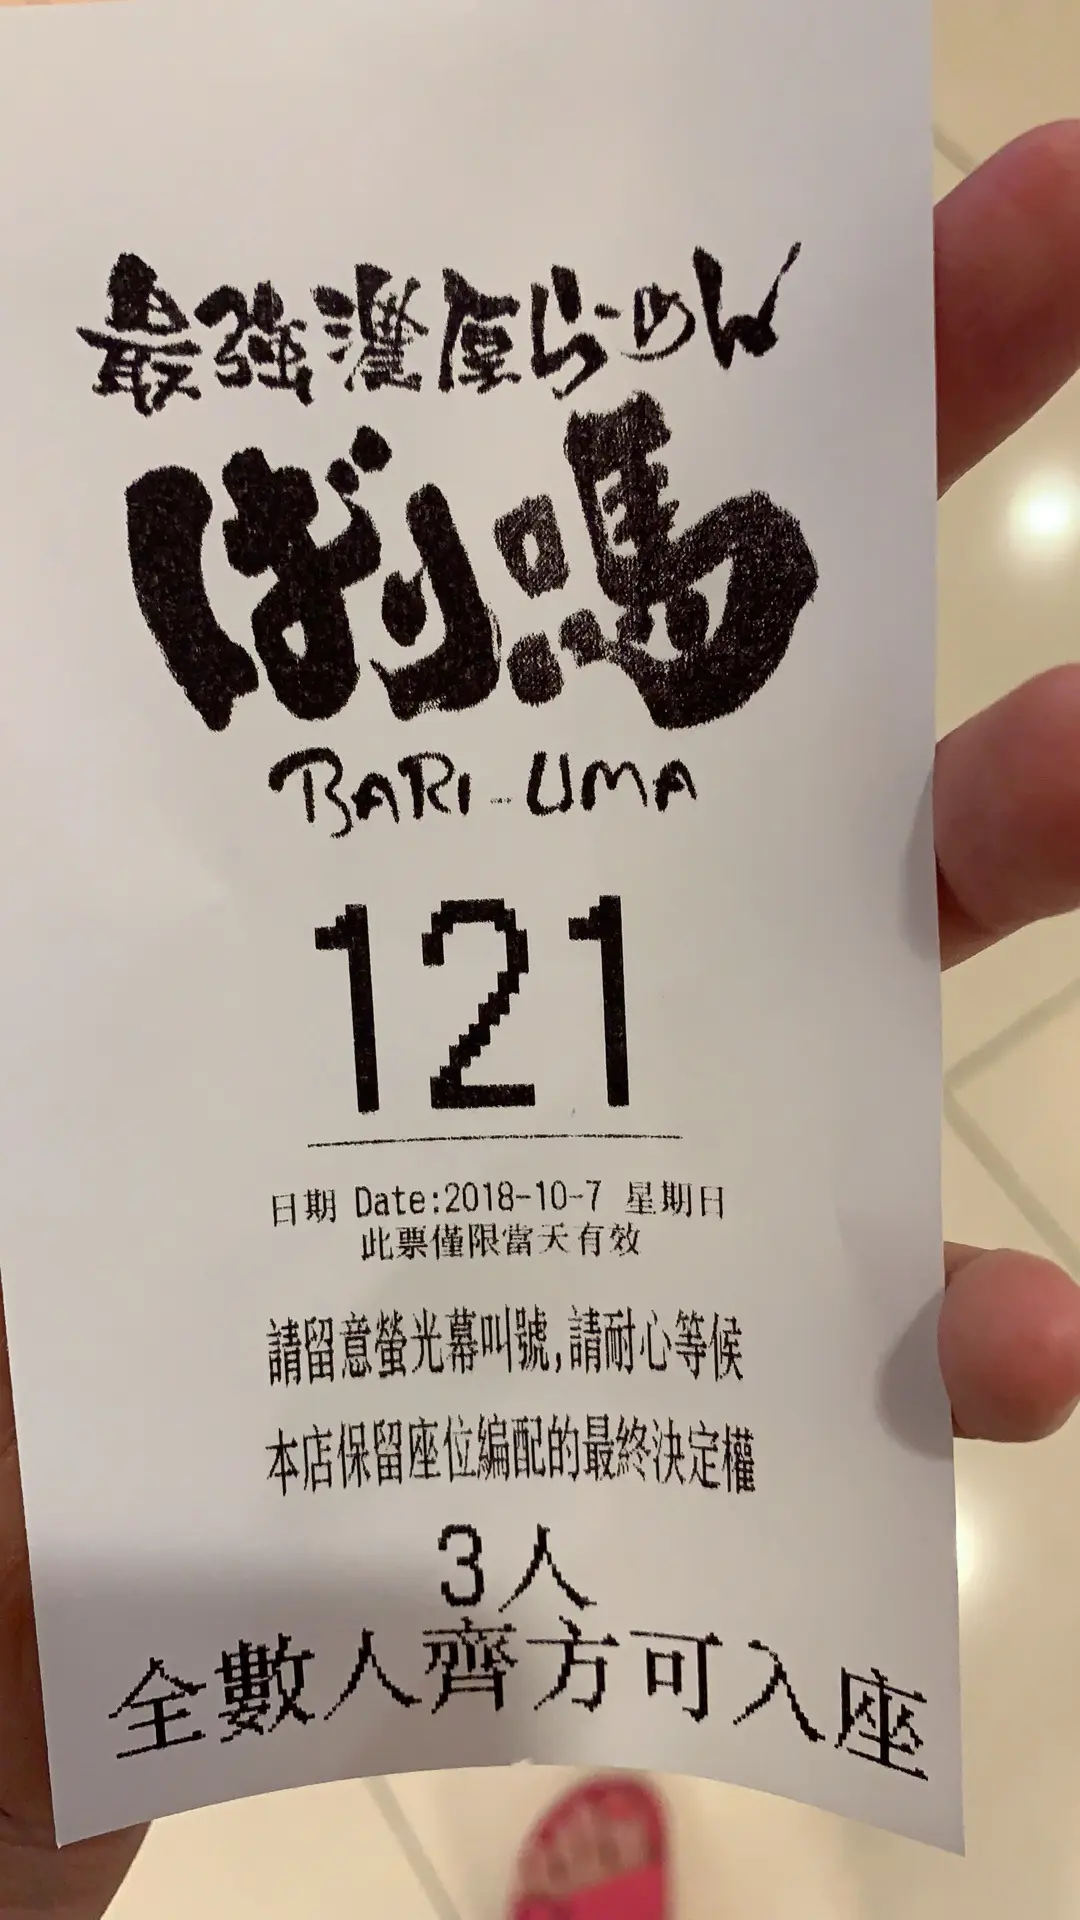 最強濃厚らーめん
ばり馬
BARI-UMA
121
日期 Date:2018-10-7 星期日
此票僅限當天有效
請留意螢光幕叫號,請耐心等候
本店保留座位編配的最終決定權
3人
全數人齊方可入座